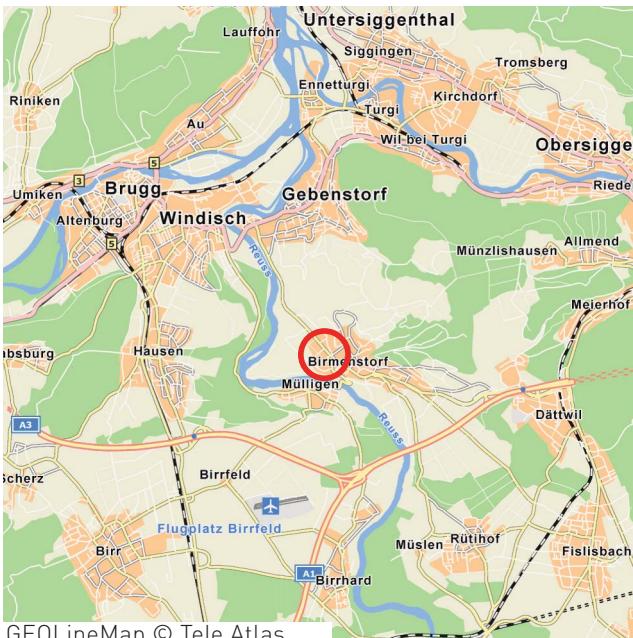 Untersiggenthal
Lauffohr
Siggingen
Tromsberg
Ennetturgi
Riniken
Kirchdorf
Turgi
Au
Wil bei Turgi
Obersigge
5
3
Riede
Umiken
Brugg
Gebenstorf
Altenburg
Windisch
5
Allmend
Münzlishausen
Reuss
Meierhof
absburg
Hausen
Birmenstorf
Mülligen
Dättwil
A3
Reuss
Scherz
Birrfeld
Flugplatz Birrfeld
Birr
Müslen
Rütihof
Fislisbach
A1
Birrhard
GEOLineMap © Tele Atlas